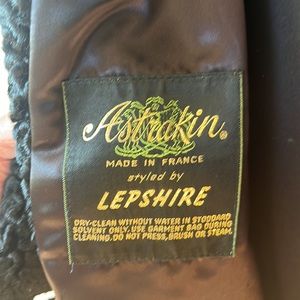 Astrakin®
MADE IN FRANCE
styled by
LEPSHIRE
DRY-CLEAN WITHOUT WATER IN STODDARD
SOLVENT ONLY. USE GARMENT BAG DURING
CLEANING. DO NOT PRESS, BRUSH OR STEAM.